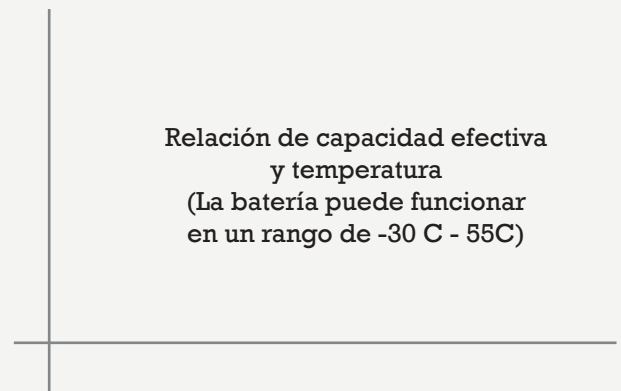 Relación de capacidad efectiva
y temperatura
(La batería puede funcionar
en un rango de -30 C - 55C)